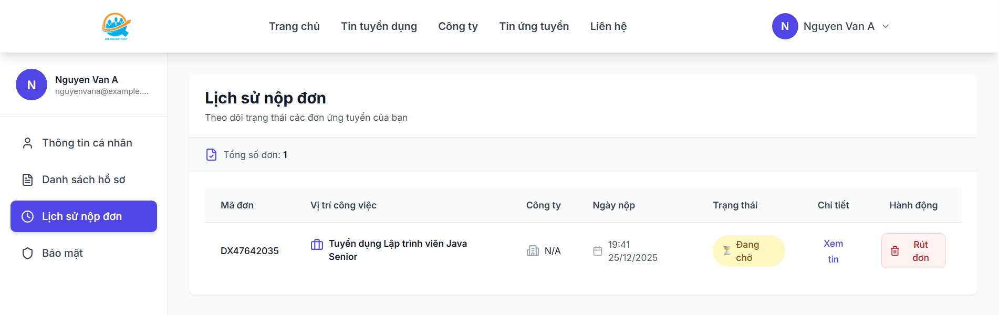 JOB RECRUITMENT
Trang chủ
Tin tuyển dụng
Công ty
Tin ứng tuyển
Liên hệ
N
Nguyen Van A
N
Nguyen Van A
nguyenvana@example....
Thông tin cá nhân
Danh sách hồ sơ
Lịch sử nộp đơn
Bảo mật
Lịch sử nộp đơn
Theo dõi trạng thái các đơn ứng tuyển của bạn
Tổng số đơn: 1
Mã đơn
Vị trí công việc
Công ty
Ngày nộp
Trạng thái
Chi tiết
Hành động
DX47642035
Tuyển dụng Lập trình viên Java
Senior
N/A
19:41
25/12/2025
Đang
chờ
Xem
tin
Rút
đơn